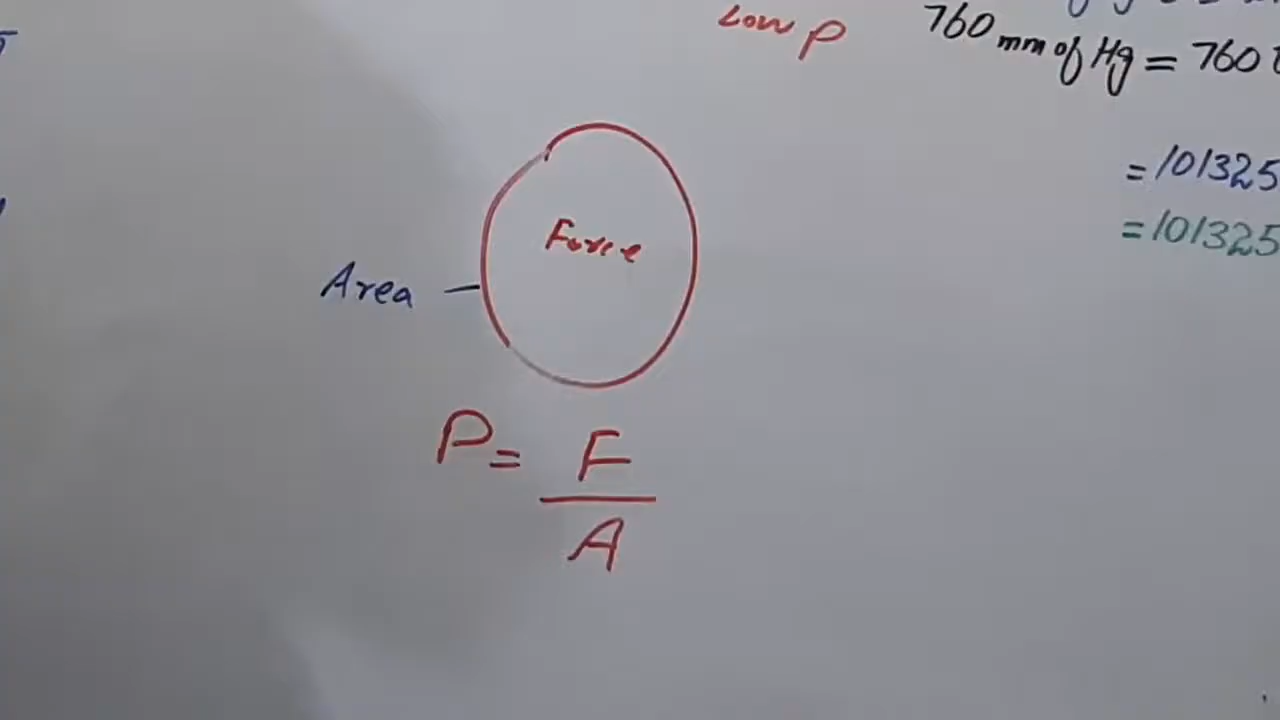 Low P
760 mm of Hg = 760
= 101325
= 101325
Force
Area
P = F
A